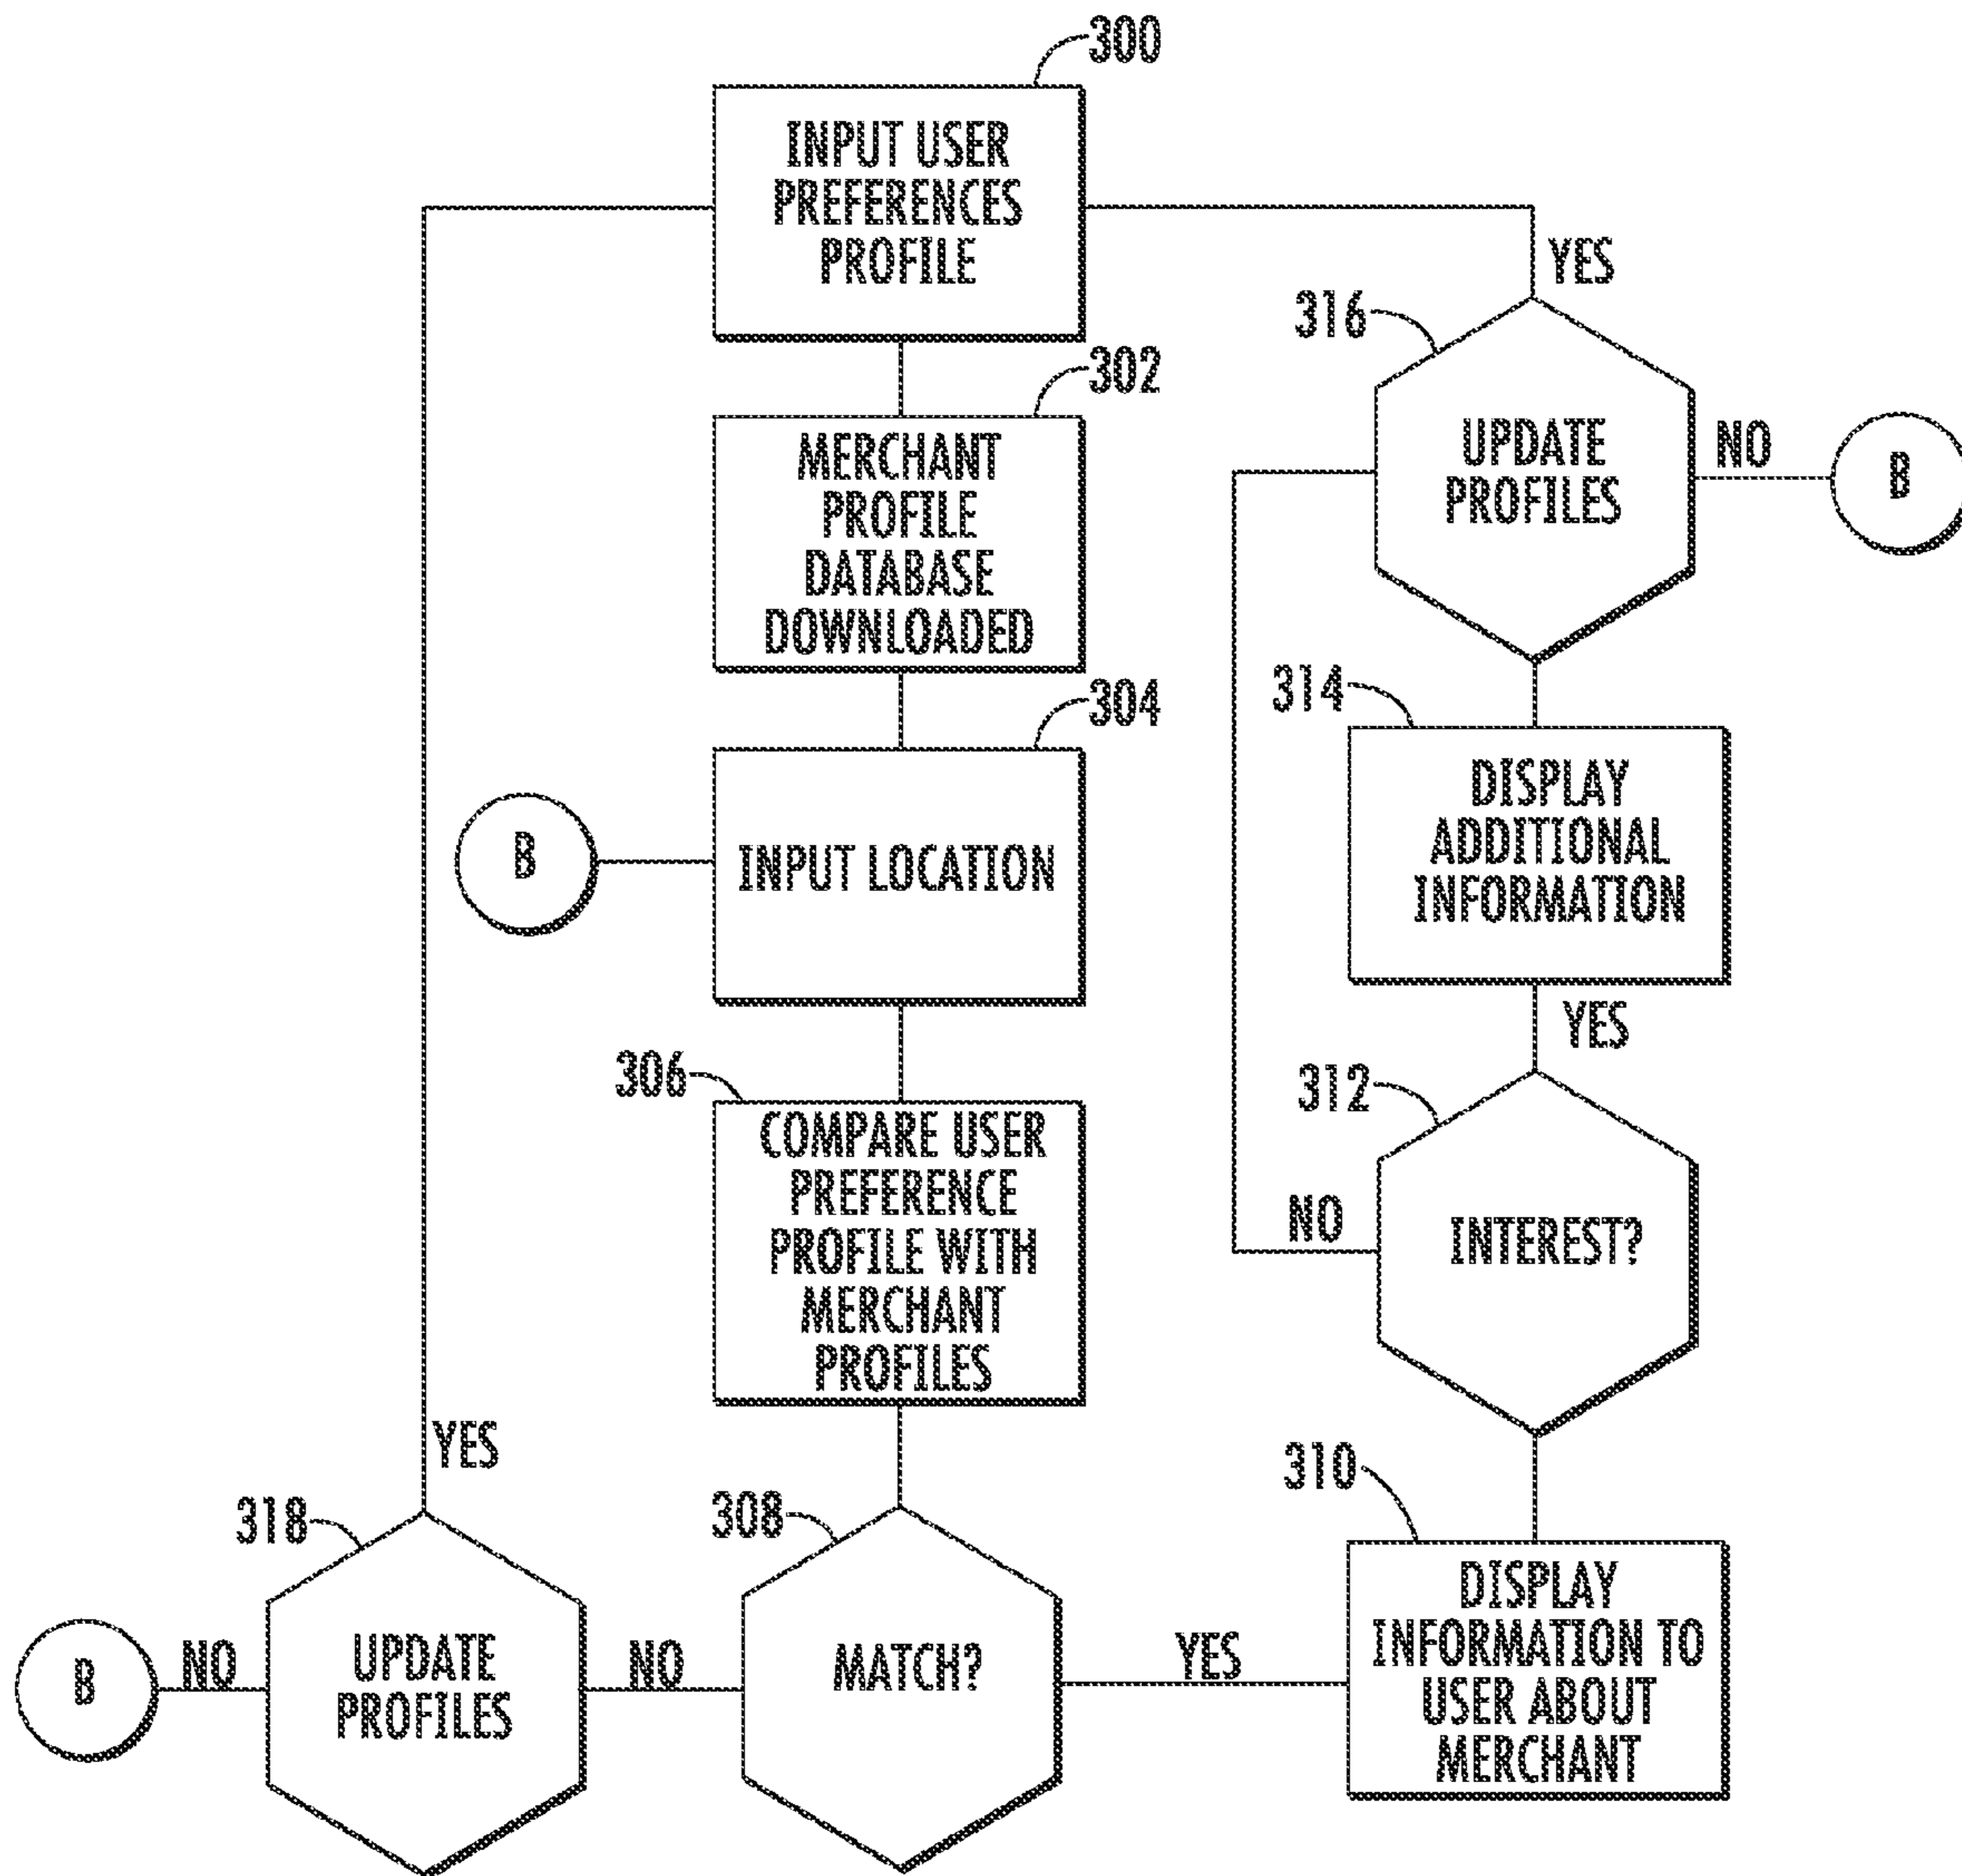 300
INPUT USER
PREFERENCES
PROFILE
YES
316
302
MERCHANT
PROFILE
DATABASE
DOWNLOADED
UPDATE
PROFILES
NO
B
304
314
B
INPUT LOCATION
DISPLAY
ADDITIONAL
INFORMATION
YES
306
COMPARE USER
PREFERENCE
PROFILE WITH
MERCHANT
PROFILES
312
NO
INTEREST?
YES
318
308
310
B
NO
UPDATE
PROFILES
NO
MATCH?
YES
DISPLAY
INFORMATION TO
USER ABOUT
MERCHANT